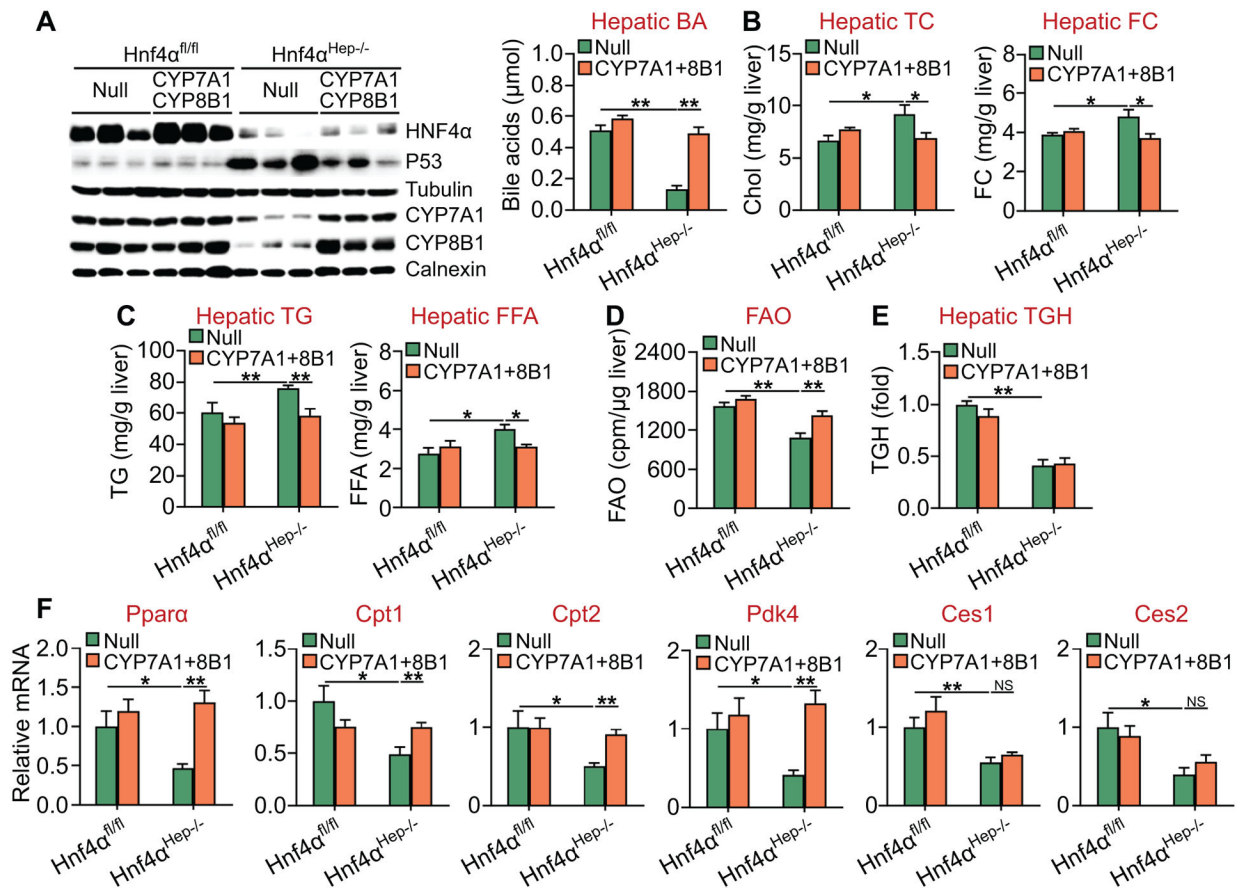 A
Hnf4α^fl/fl
Hnf4α^Hep-/-
Null
CYP7A1
CYP8B1
Null
CYP7A1
CYP8B1
HNF4α
P53
Tubulin
CYP7A1
CYP8B1
Calnexin
Hepatic BA
Null
CYP7A1+8B1
Bile acids (μmol)
1.0
0.8
0.6
0.4
0.2
0.0
** **
Hnf4α^fl/fl
Hnf4α^Hep-/-
B
Hepatic TC
Null
CYP7A1+8B1
Chol (mg/g liver)
15
10
5
0
* *
Hnf4α^fl/fl
Hnf4α^Hep-/-
Hepatic FC
Null
CYP7A1+8B1
FC (mg/g liver)
8
6
4
2
0
* *
Hnf4α^fl/fl
Hnf4α^Hep-/-
C
Hepatic TG
Null
CYP7A1+8B1
TG (mg/g liver)
100
80
60
40
20
0
** **
Hnf4α^fl/fl
Hnf4α^Hep-/-
Hepatic FFA
Null
CYP7A1+8B1
FFA (mg/g liver)
8
6
4
2
0
* *
Hnf4α^fl/fl
Hnf4α^Hep-/-
D
FAO
Null
CYP7A1+8B1
FAO (cpm/μg liver)
2400
1800
1200
600
0
** **
Hnf4α^fl/fl
Hnf4α^Hep-/-
E
Hepatic TGH
Null
CYP7A1+8B1
TGH (fold)
1.5
1.0
0.5
0.0
**
Hnf4α^fl/fl
Hnf4α^Hep-/-
F
Pparα
Null
CYP7A1+8B1
Relative mRNA
2.0
1.5
1.0
0.5
0.0
* **
Hnf4α^fl/fl
Hnf4α^Hep-/-
Cpt1
Null
CYP7A1+8B1
1.5
1.0
0.5
0.0
* **
Hnf4α^fl/fl
Hnf4α^Hep-/-
Cpt2
Null
CYP7A1+8B1
2
1
0
* **
Hnf4α^fl/fl
Hnf4α^Hep-/-
Pdk4
Null
CYP7A1+8B1
2
1
0
* **
Hnf4α^fl/fl
Hnf4α^Hep-/-
Ces1
Null
CYP7A1+8B1
2
1
0
** NS
Hnf4α^fl/fl
Hnf4α^Hep-/-
Ces2
Null
CYP7A1+8B1
2
1
0
* NS
Hnf4α^fl/fl
Hnf4α^Hep-/-